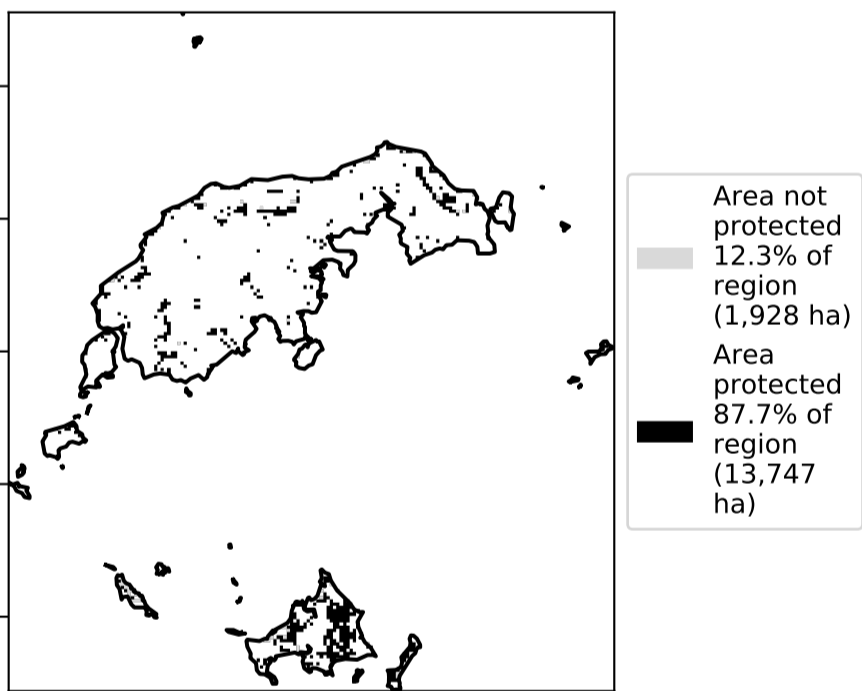 Area not
protected
12.3% of
region
(1,928 ha)
Area
protected
87.7% of
region
(13,747
ha)